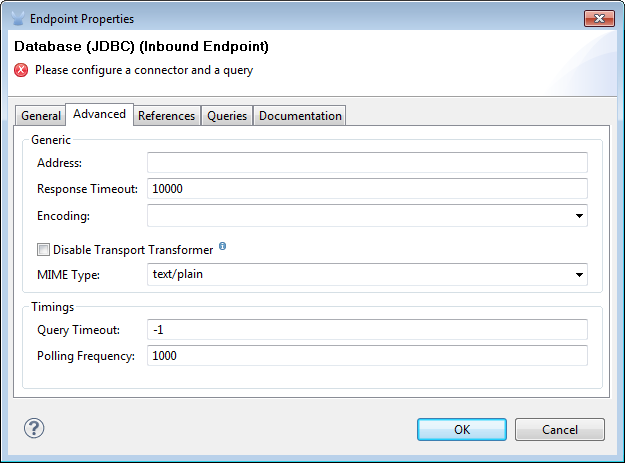 Endpoint Properties
Database (JDBC) (Inbound Endpoint)
Please configure a connector and a query
General Advanced References Queries Documentation
Generic
Address:
Response Timeout: 10000
Encoding:
Disable Transport Transformer i
MIME Type: text/plain
Timings
Query Timeout: -1
Polling Frequency: 1000
? OK Cancel